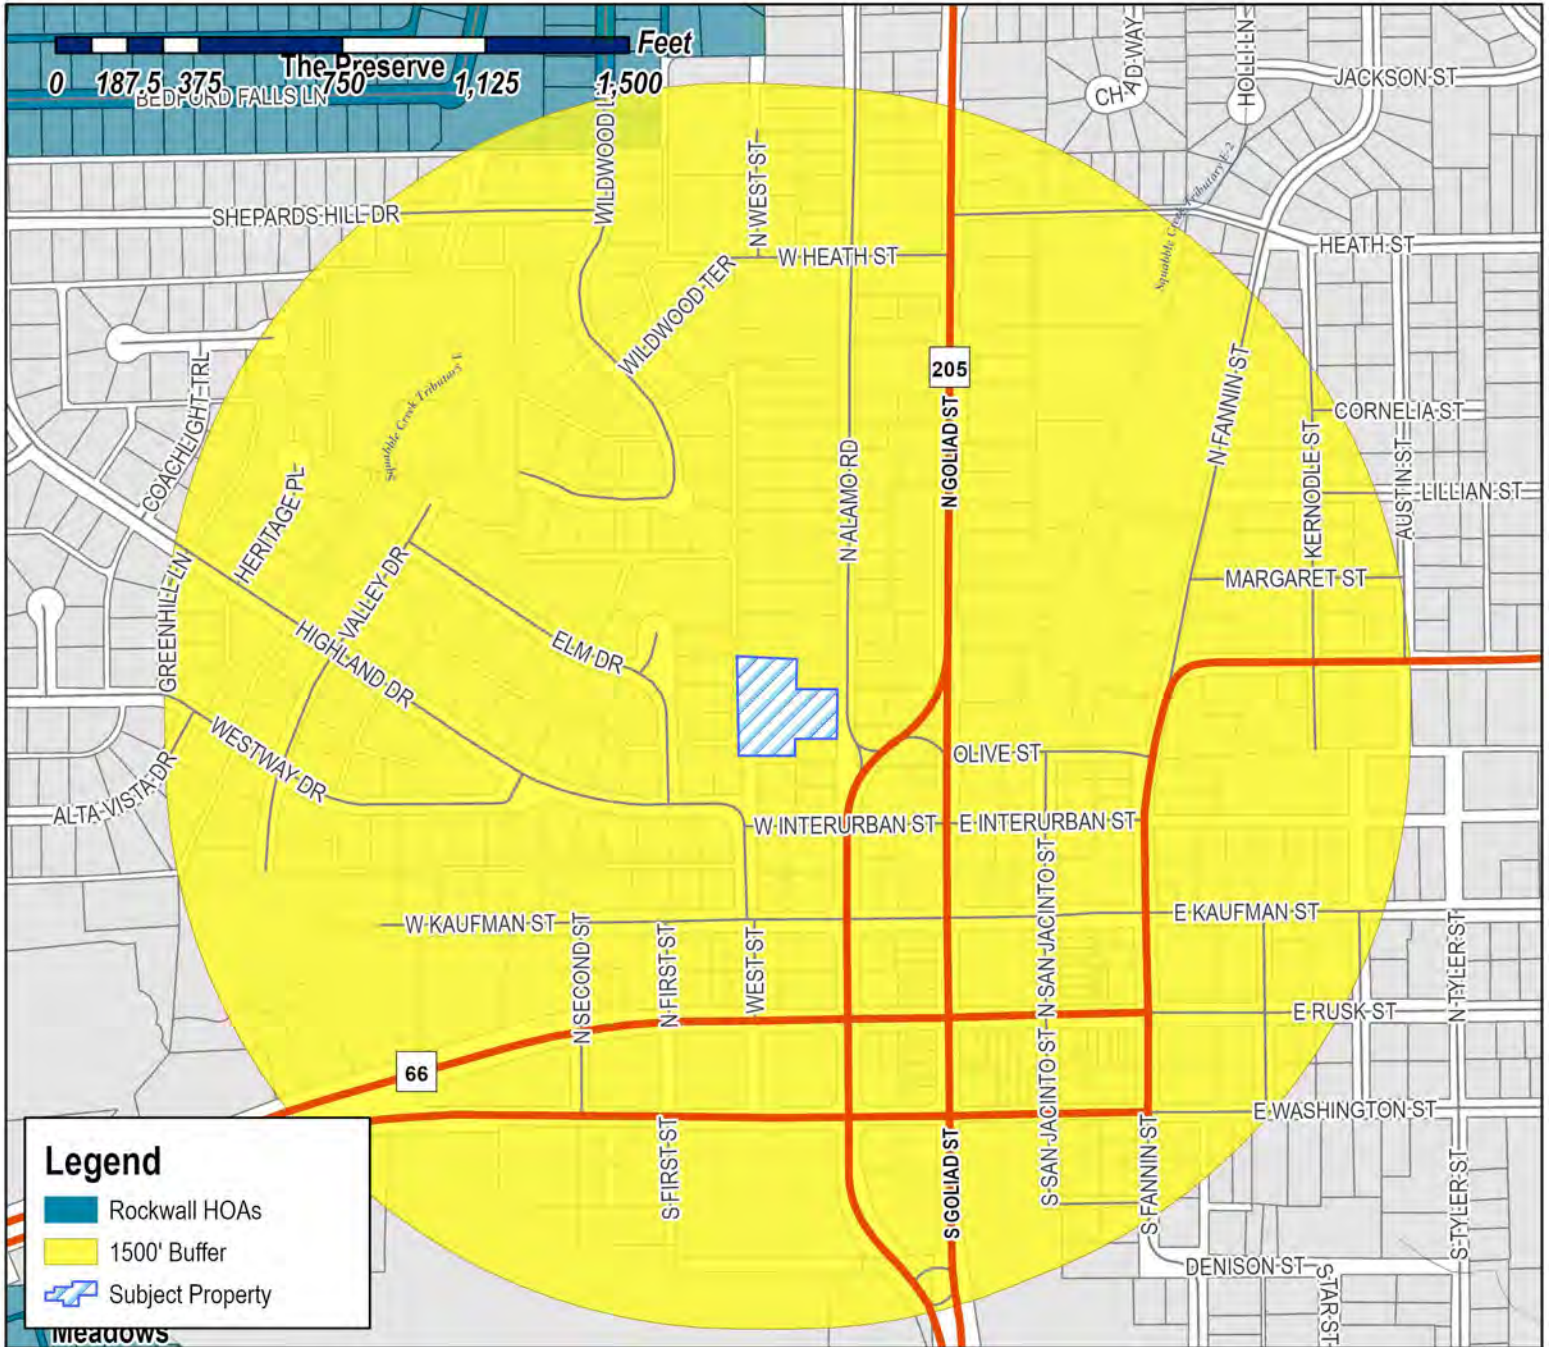 Feet
The Preserve
0 187.5 375 750 1,125 1,500
BEDFORD FALLS LN
CHAD WAY
HOLLI LN
JACKSON ST
WILDWOOD L
N WEST ST
Squabble Creek Tributary E-2
SHEPARDS HILL DR
W HEATH ST
HEATH ST
WILDWOOD TER
205
COACHLIGHT TRL
Squabble Creek Tributary E
N GOLIAD ST
N FANNIN ST
CORNELIA ST
N ALAMO RD
KERNODLE ST
AUSTIN ST
LILLIAN ST
HERITAGE PL
GREENHILL LN
VALLEY DR
MARGARET ST
HIGHLAND DR
ELM DR
WESTWAY DR
OLIVE ST
ALTA VISTA DR
W INTERURBAN ST
E INTERURBAN ST
W KAUFMAN ST
E KAUFMAN ST
N SECOND ST
N FIRST ST
WEST ST
N SAN JACINTO ST
N TYLER ST
E RUSK ST
66
S SAN JACINTO ST
E WASHINGTON ST
S FIRST ST
S GOLIAD ST
S FANNIN ST
S TYLER ST
DENISON ST
STAR ST
Legend
Rockwall HOAs
1500' Buffer
Subject Property
Meadows